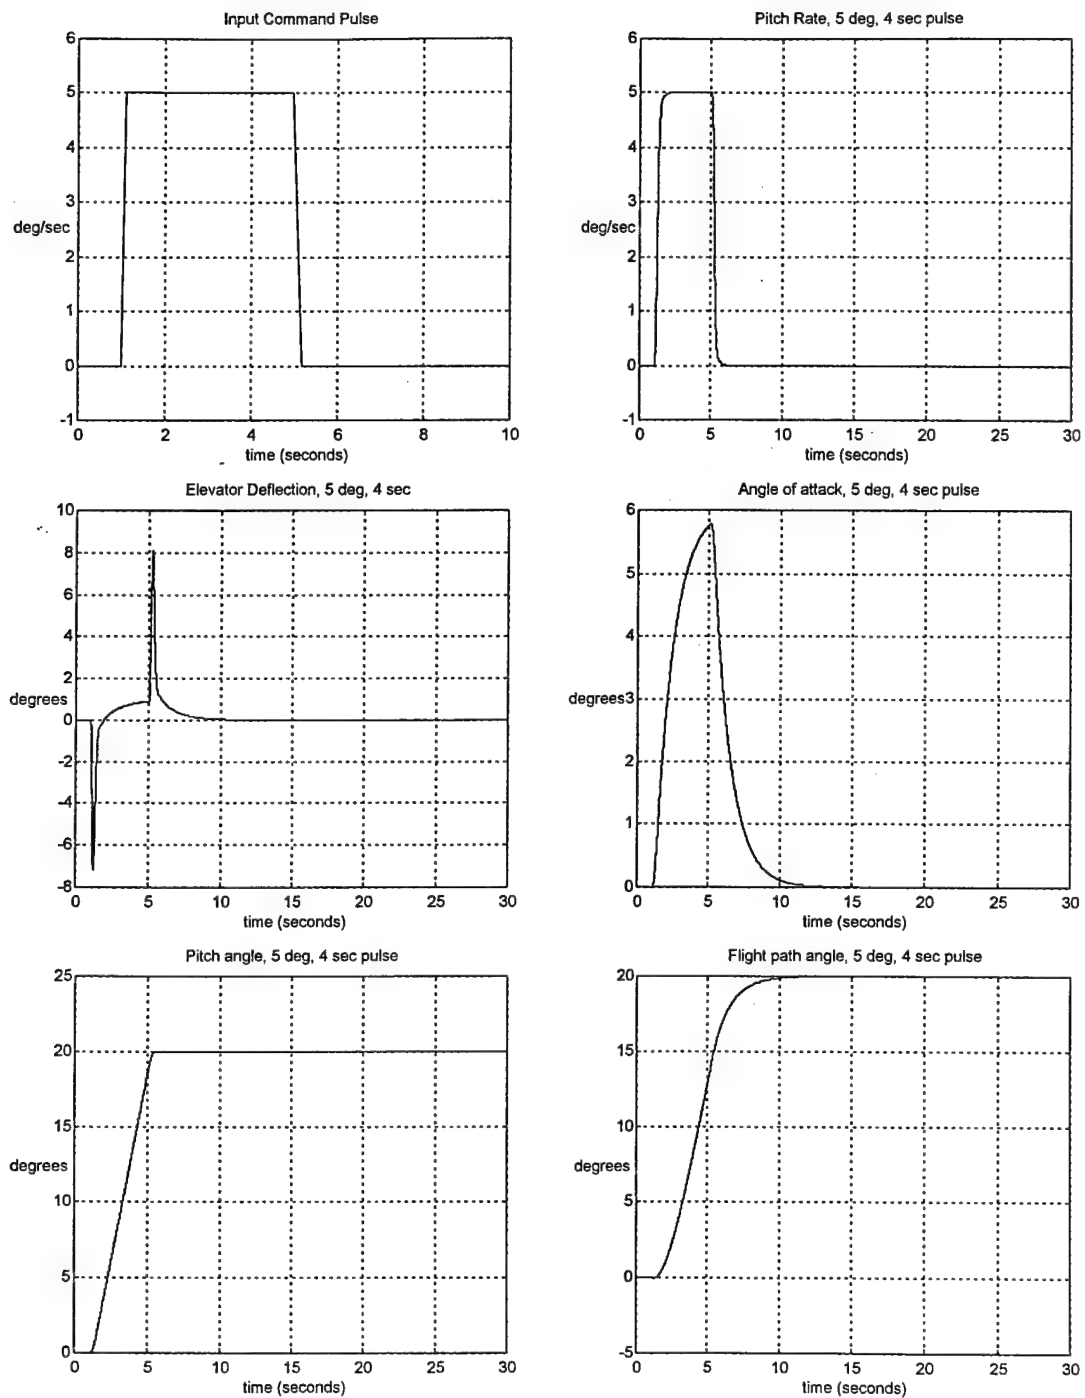 Input Command Pulse
6
5
4
3
deg/sec
2
1
0
-1
0 2 4 6 8 10
time (seconds)
Pitch Rate, 5 deg, 4 sec pulse
6
5
4
3
deg/sec
2
1
0
-1
0 5 10 15 20 25 30
time (seconds)
Elevator Deflection, 5 deg, 4 sec
10
8
6
4
2
degrees
0
-2
-4
-6
-8
0 5 10 15 20 25 30
time (seconds)
Angle of attack, 5 deg, 4 sec pulse
6
5
4
degrees3
2
1
0
0 5 10 15 20 25 30
time (seconds)
Pitch angle, 5 deg, 4 sec pulse
25
20
15
degrees
10
5
0
0 5 10 15 20 25 30
time (seconds)
Flight path angle, 5 deg, 4 sec pulse
20
15
10
degrees
5
0
-5
0 5 10 15 20 25 30
time (seconds)